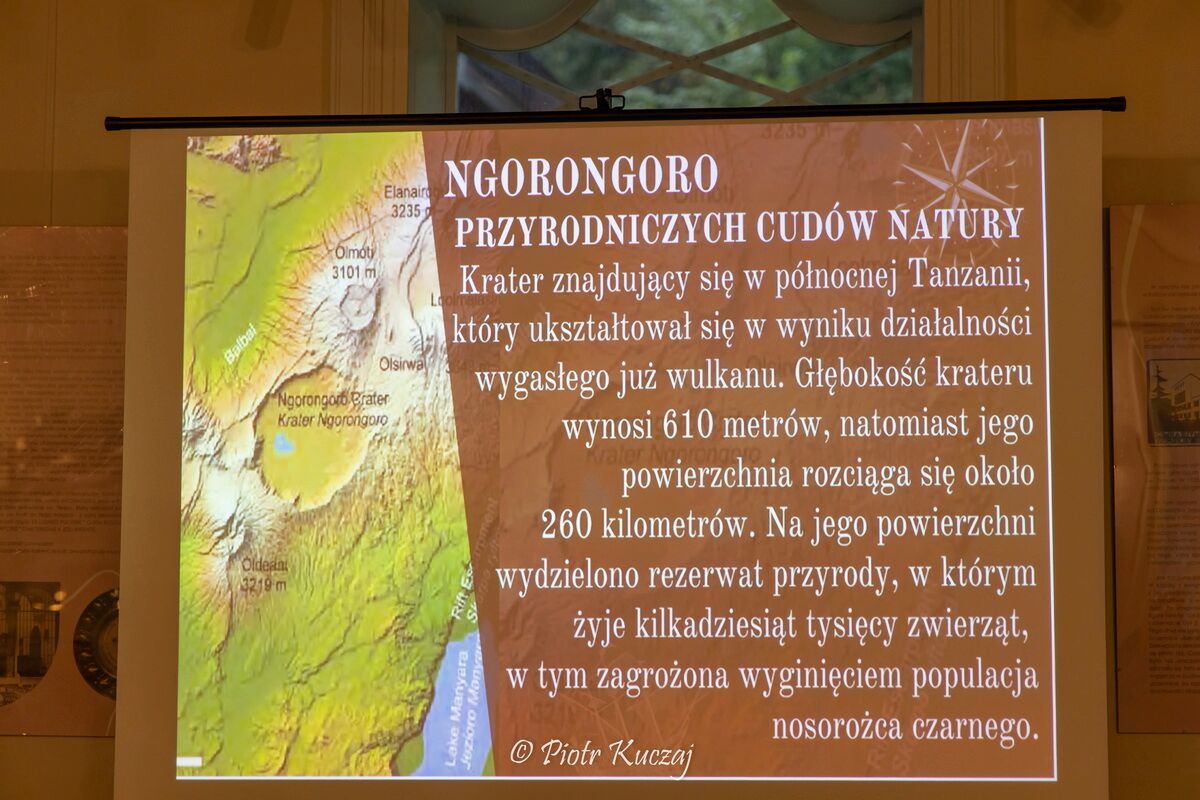 NGORONGORO
PRZYRODNICZYCH CUDÓW NATURY
Krater znajdujący się w północnej Tanzanii,
który ukształtował się w wyniku działalności
wygasłego już wulkanu. Głębokość krateru
wynosi 610 metrów, natomiast jego
powierzchnia rozciąga się około
260 kilometrów. Na jego powierzchni
wydzielono rezerwat przyrody, w którym
żyje kilkadziesiąt tysięcy zwierząt,
w tym zagrożona wyginięciem populacja
nosorożca czarnego.
3235
Olmoti
3101 m
Balbal
Olsirwa
Ngorongoro Crater
Krater Ngorongoro
Oldeani
3219 m
Lake Manyara
Jezioro Manyara
© Piotr Kuczaj